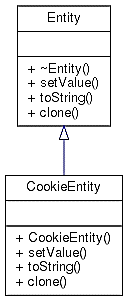 Entity
+ ~Entity()
+ setValue()
+ toString()
+ clone()
CookieEntity
+ CookieEntity()
+ setValue()
+ toString()
+ clone()